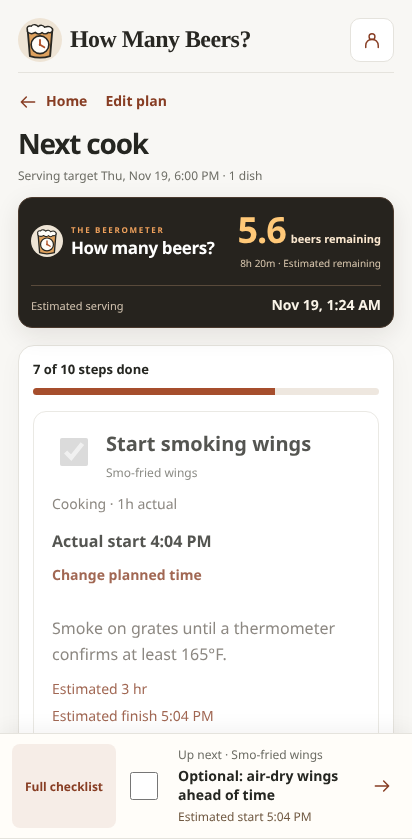 How Many Beers?
Home Edit plan
Next cook
Serving target Thu, Nov 19, 6:00 PM · 1 dish
THE BEEROMETER
How many beers?
5.6 beers remaining
8h 20m · Estimated remaining
Estimated serving
Nov 19, 1:24 AM
7 of 10 steps done
Start smoking wings
Smo-fried wings
Cooking · 1h actual
Actual start 4:04 PM
Change planned time
Smoke on grates until a thermometer
confirms at least 165°F.
Estimated 3 hr
Estimated finish 5:04 PM
Full checklist
Up next · Smo-fried wings
Optional: air-dry wings
ahead of time
Estimated start 5:04 PM